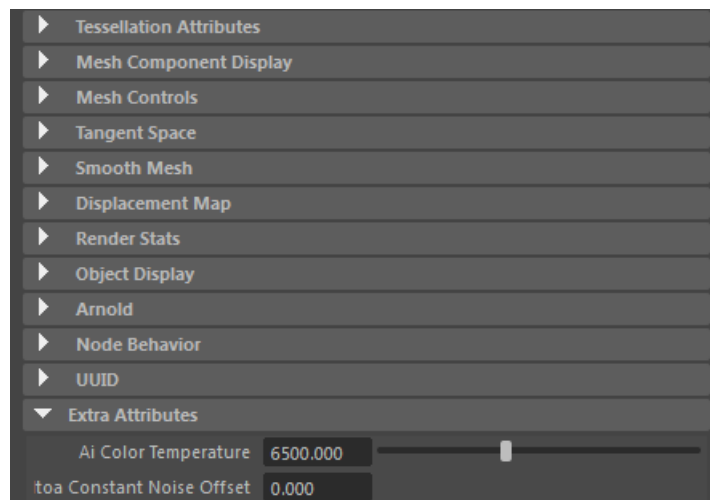 Tessellation Attributes
Mesh Component Display
Mesh Controls
Tangent Space
Smooth Mesh
Displacement Map
Render Stats
Object Display
Arnold
Node Behavior
UUID
Extra Attributes
Ai Color Temperature 6500.000
toa Constant Noise Offset 0.000